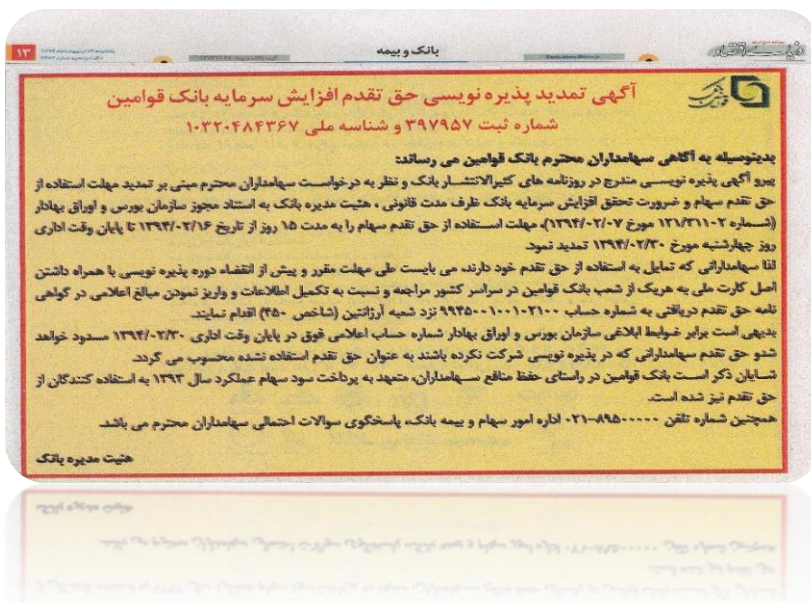 ۱۳
بانک و بیمه
آگهی تمدید پذیره نویسی حق تقدم افزایش سرمایه بانک قوامین
شماره ثبت ۳۹۷۹۵۷ و شناسه ملی ۱۰۳۲۰۴۸۴۳۶۷
بدینوسیله به آگاهی سهامداران محترم بانک قوامین می رساند:
پیرو آگهی پذیره نویسی مندرج در روزنامه های کثیرالانتشار بانک و نظر به درخواست سهامداران محترم مبنی بر تمدید مهلت استفاده از
حق تقدم سهام و ضرورت تحقق افزایش سرمایه بانک ظرف مدت قانونی ، هئیت مدیره بانک به استناد مجوز سازمان بورس و اوراق بهادار
(شماره ۱۲۱/۳۱۱۰۲ مورخ ۱۳۹۴/۰۲/۰۷)، مهلت استفاده از حق تقدم سهام را به مدت ۱۵ روز از تاریخ ۱۳۹۴/۰۲/۱۶ تا پایان وقت اداری
روز چهارشنبه مورخ ۱۳۹۴/۰۲/۳۰ تمدید نمود.
لذا سهامدارانی که تمایل به استفاده از حق تقدم خود دارند، می بایست طی مهلت مقرر و پیش از انقضاء دوره پذیره نویسی با همراه داشتن
اصل کارت ملی به هریک از شعب بانک قوامین در سراسر کشور مراجعه و نسبت به تکمیل اطلاعات و واریز نمودن مبالغ اعلامی در گواهی
نامه حق تقدم دریافتی به شماره حساب ۹۹۴۵۰۰۱۰۰۱۰۲۱۰۰ نزد شعبه آرژانتین (شاخص ۴۵۰) اقدام نمایند.
بدیهی است برابر ضوابط ابلاغی سازمان بورس و اوراق بهادار شماره حساب اعلامی فوق در پایان وقت اداری ۱۳۹۴/۰۲/۳۰ مسدود خواهد
شدو حق تقدم سهامدارانی که در پذیره نویسی شرکت نکرده باشند به عنوان حق تقدم استفاده نشده محسوب می گردد.
شایان ذکر است بانک قوامین در راستای حفظ منافع سهامداران، متعهد به پرداخت سود سهام عملکرد سال ۱۳۹۳ به استفاده کنندگان از
حق تقدم نیز شده است.
همچنین شماره تلفن ۸۹۵۰۰۰۰۰-۰۲۱ اداره امور سهام و بیمه بانک، پاسخگوی سوالات احتمالی سهامداران محترم می باشد.
هئیت مدیره بانک